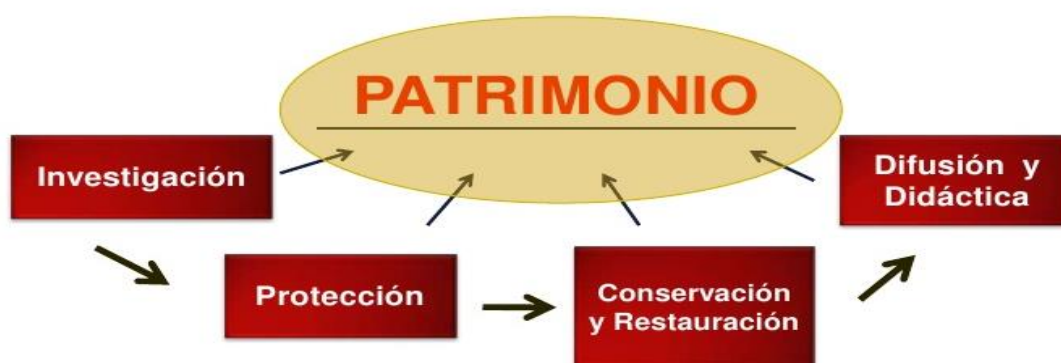 PATRIMONIO
Investigación
Protección
Conservación
y Restauración
Difusión y
Didáctica